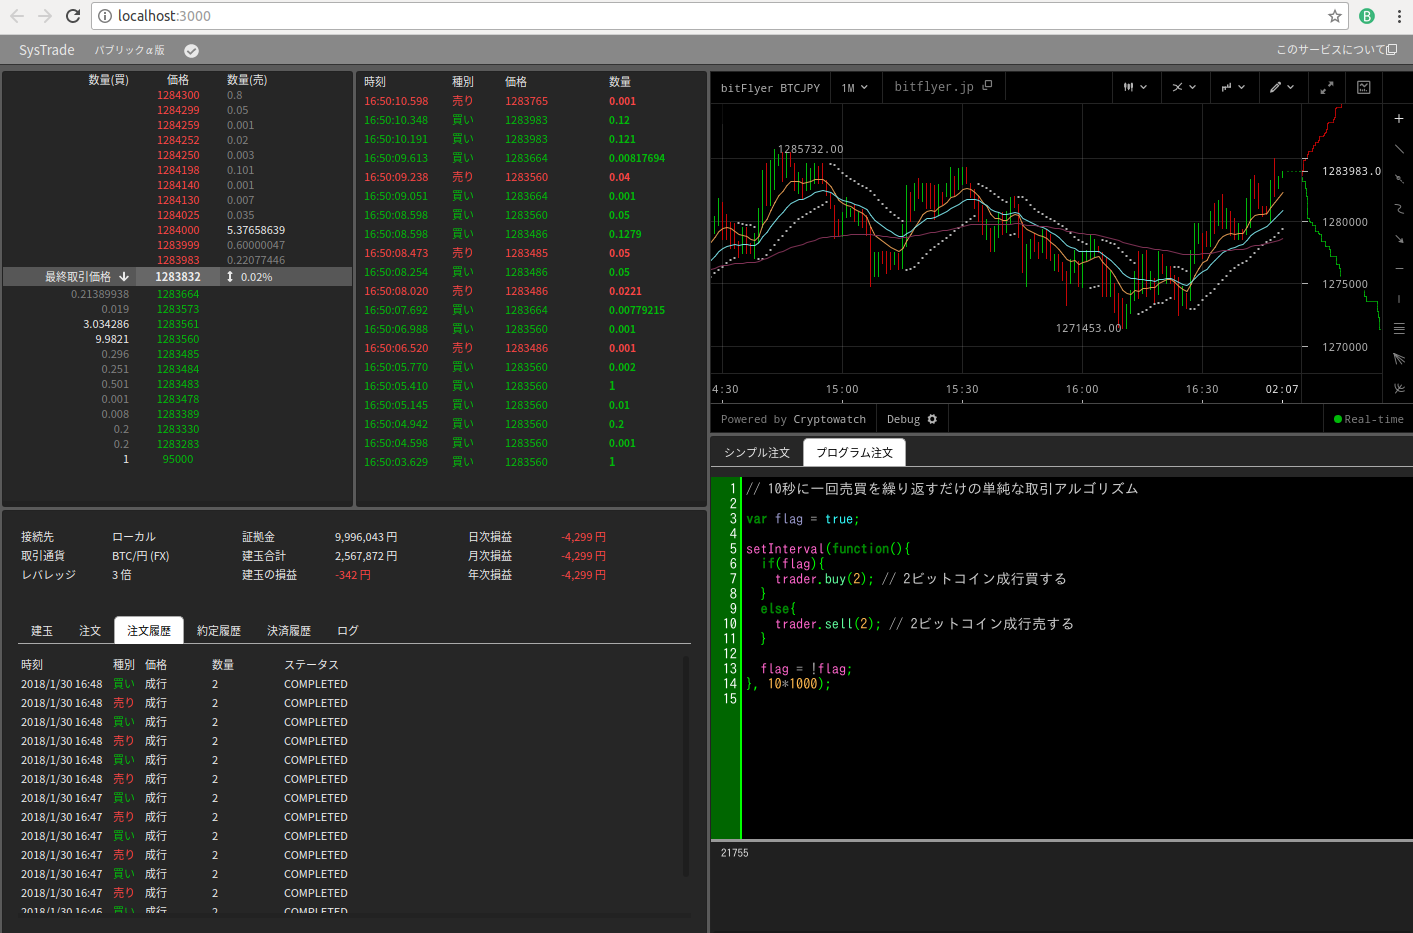 localhost:3000
SysTrade パブリックα版 このサービスについて
数量(買) 価格 数量(売)
1284300 0.8
1284299 0.05
1284259 0.001
1284252 0.02
1284250 0.003
1284198 0.101
1284140 0.001
1284130 0.007
1284025 0.035
1284000 5.37658639
1283999 0.60000047
1283983 0.22077446
最終取引価格 1283832 0.02%
0.21389938 1283664
0.019 1283573
3.034286 1283561
9.9821 1283560
0.296 1283485
0.251 1283484
0.501 1283483
0.001 1283478
0.008 1283389
0.2 1283330
0.2 1283283
1 95000
時刻 種別 価格 数量
16:50:10.598 売り 1283765 0.001
16:50:10.348 買い 1283983 0.12
16:50:10.191 買い 1283983 0.121
16:50:09.613 買い 1283664 0.00817694
16:50:09.238 売り 1283560 0.04
16:50:09.051 買い 1283664 0.001
16:50:08.598 買い 1283560 0.05
16:50:08.598 買い 1283486 0.1279
16:50:08.473 売り 1283485 0.05
16:50:08.254 買い 1283486 0.05
16:50:08.020 売り 1283486 0.0221
16:50:07.692 買い 1283664 0.00779215
16:50:06.988 買い 1283560 0.001
16:50:06.520 売り 1283486 0.001
16:50:05.770 買い 1283560 0.002
16:50:05.410 買い 1283560 1
16:50:05.145 買い 1283560 0.01
16:50:04.942 買い 1283560 0.2
16:50:04.598 買い 1283560 0.001
16:50:03.629 買い 1283560 1
bitFlyer BTCJPY 1M bitflyer.jp
1285732.00
1283983.0
1280000
1275000
1271453.00
1270000
4:30 15:00 15:30 16:00 16:30 02:07
Powered by Cryptowatch Debug Real-time
接続先 ローカル 証拠金 9,996,043 円 日次損益 -4,299 円
取引通貨 BTC/円 (FX) 建玉合計 2,567,872 円 月次損益 -4,299 円
レバレッジ 3 倍 建玉の損益 -342 円 年次損益 -4,299 円
建玉 注文 注文履歴 約定履歴 決済履歴 ログ
時刻 種別 価格 数量 ステータス
2018/1/30 16:48 買い 成行 2 COMPLETED
2018/1/30 16:48 売り 成行 2 COMPLETED
2018/1/30 16:48 買い 成行 2 COMPLETED
2018/1/30 16:48 売り 成行 2 COMPLETED
2018/1/30 16:48 買い 成行 2 COMPLETED
2018/1/30 16:48 売り 成行 2 COMPLETED
2018/1/30 16:47 買い 成行 2 COMPLETED
2018/1/30 16:47 売り 成行 2 COMPLETED
2018/1/30 16:47 買い 成行 2 COMPLETED
2018/1/30 16:47 売り 成行 2 COMPLETED
2018/1/30 16:47 買い 成行 2 COMPLETED
2018/1/30 16:47 売り 成行 2 COMPLETED
2018/1/30 16:46 買い 成行 2 COMPLETED
シンプル注文 プログラム注文
1 // 10秒に一回売買を繰り返すだけの単純な取引アルゴリズム
2
3 var flag = true;
4
5 setInterval(function(){
6 if(flag){
7 trader.buy(2); // 2ビットコイン成行買する
8 }
9 else{
10 trader.sell(2); // 2ビットコイン成行売する
11 }
12
13 flag = !flag;
14 }, 10*1000);
15
21755